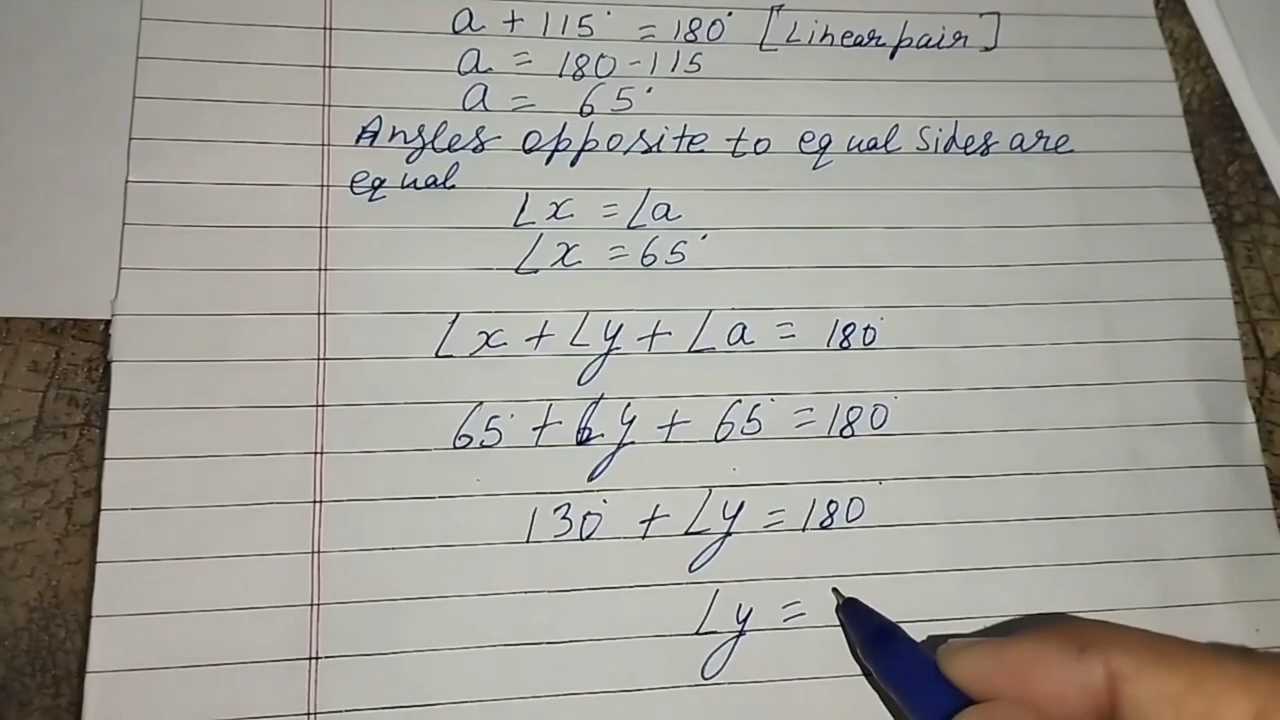 a + 115° = 180° [Linear pair]
a = 180 - 115
a = 65°
Angles opposite to equal sides are
equal
∠x = ∠a
∠x = 65°
∠x + ∠y + ∠a = 180°
65° + ∠y + 65° = 180°
130° + ∠y = 180°
∠y =